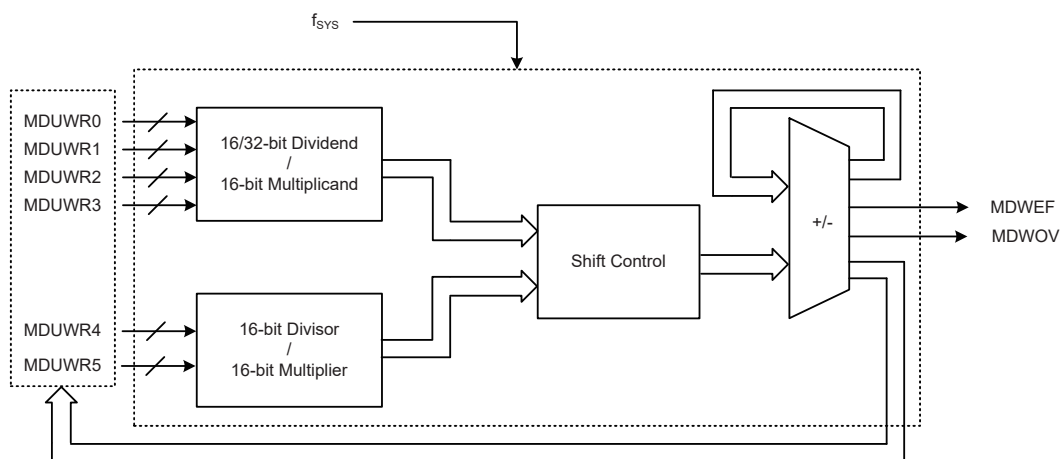 fSYS
MDUWR0
MDUWR1
MDUWR2
MDUWR3
MDUWR4
MDUWR5
16/32-bit Dividend
/
16-bit Multiplicand
16-bit Divisor
/
16-bit Multiplier
Shift Control
+/-
MDWEF
MDWOV